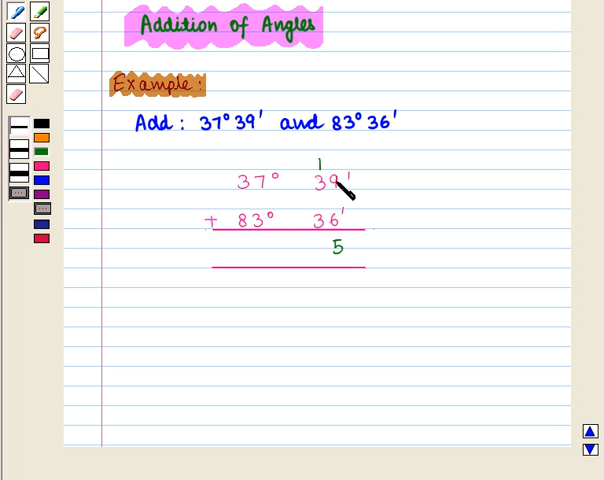 Addition of Angles
Example:
Add: 37° 39' and 83° 36'
1
37° 39'
+ 83° 36'
5